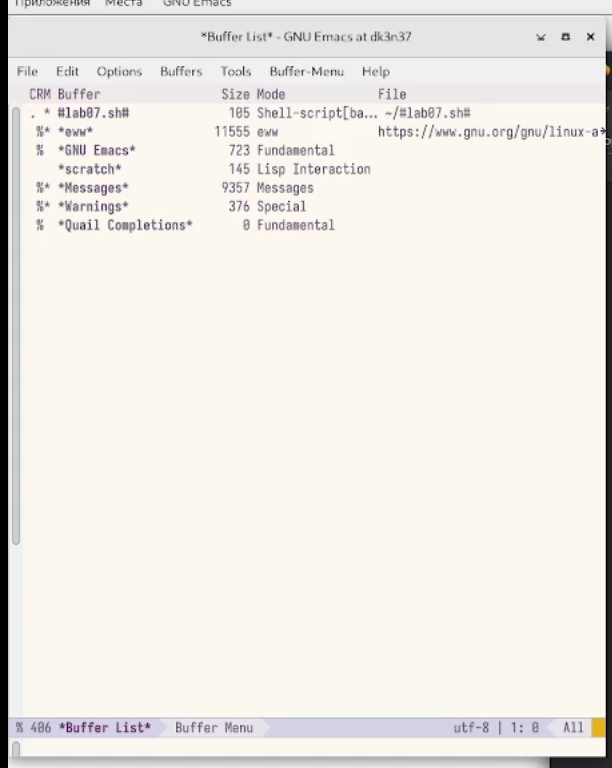 Приложения Места GNU Emacs
*Buffer List* - GNU Emacs at dk3n37
File Edit Options Buffers Tools Buffer-Menu Help
CRM Buffer Size Mode File
. * #lab07.sh# 105 Shell-script[ba... ~/#lab07.sh#
%* *eww* 11555 eww https://www.gnu.org/gnu/linux-a
% *GNU Emacs* 723 Fundamental
*scratch* 145 Lisp Interaction
%* *Messages* 9357 Messages
%* *Warnings* 376 Special
% *Quail Completions* 0 Fundamental
% 406 *Buffer List* Buffer Menu utf-8 | 1: 0 All